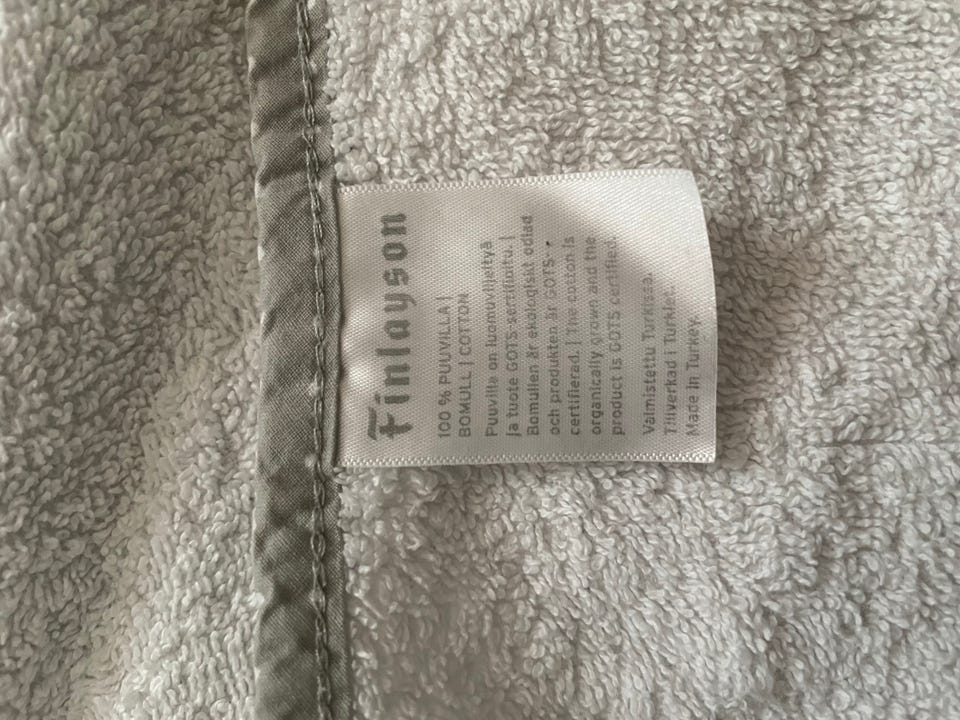 Finlayson
100 % PUUVILLA |
BOMULL | COTTON
Puuvilla on luomuviljeltyä
ja tuote GOTS-sertifioitu. |
Bomullen är ekologiskt odlad
och produkten är GOTS-
certifierad. | The cotton is
organically grown and the
product is GOTS certified.
Valmistettu Turkissa.
Tillverkad i Turkiet.
Made in Turkey.